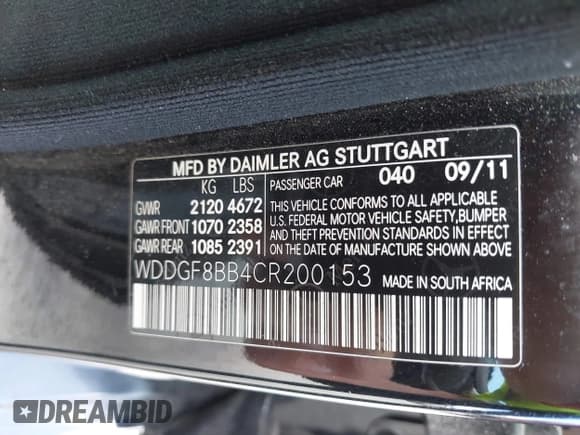 MFD BY DAIMLER AG STUTTGART
KG LBS
GVWR 2120 4672
GAWR FRONT 1070 2358
GAWR REAR 1085 2391
PASSENGER CAR 040 09/11
THIS VEHICLE CONFORMS TO ALL APPLICABLE
U.S. FEDERAL MOTOR VEHICLE SAFETY,BUMPER
AND THEFT PREVENTION STANDARDS IN EFFECT
ON THE DATE OF MANUFACTURE SHOWN ABOVE.
WDDGF8BB4CR200153 MADE IN SOUTH AFRICA
DREAMBID